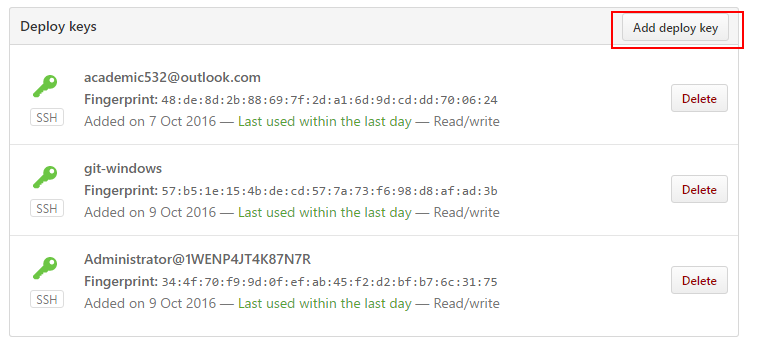 Deploy keys
Add deploy key
academic532@outlook.com
Fingerprint: 48:de:8d:2b:88:69:7f:2d:a1:6d:9d:cd:dd:70:06:24
SSH
Added on 7 Oct 2016 — Last used within the last day — Read/write
Delete
git-windows
Fingerprint: 57:b5:1e:15:4b:de:cd:57:7a:73:f6:98:d8:af:ad:3b
SSH
Added on 9 Oct 2016 — Last used within the last day — Read/write
Delete
Administrator@1WENP4JT4K87N7R
Fingerprint: 34:4f:70:f9:9d:0f:ef:ab:45:f2:d2:bf:b7:6c:31:75
SSH
Added on 9 Oct 2016 — Last used within the last day — Read/write
Delete